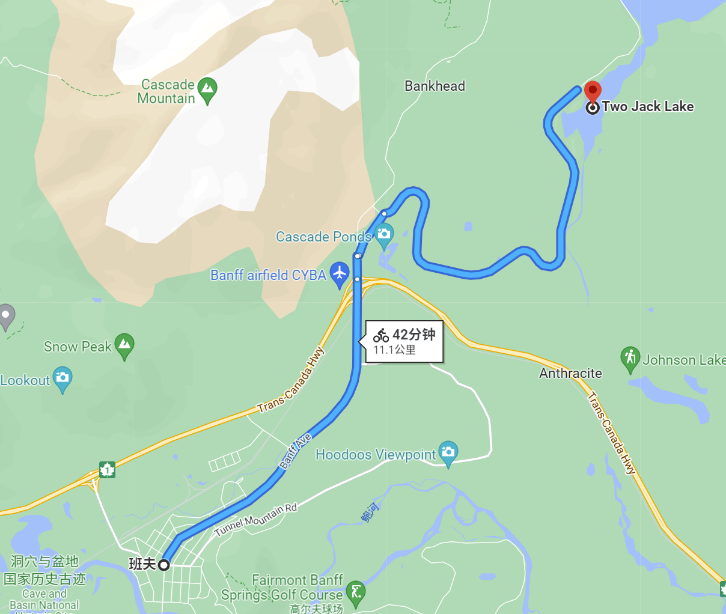 Cascade
Mountain
Bankhead
Two Jack Lake
Cascade Ponds
Banff airfield CYBA
42分钟
11.1公里
Snow Peak
Lookout
Trans-Canada Hwy
Anthracite
Johnson Lake
Trans-Canada Hwy
Banff Ave
Hoodoos Viewpoint
1
Tunnel Mountain Rd
鲵河
班夫
洞穴与盆地
国家历史古迹
Cave and
Basin National
Fairmont Banff
Springs Golf Course
高尔夫球场